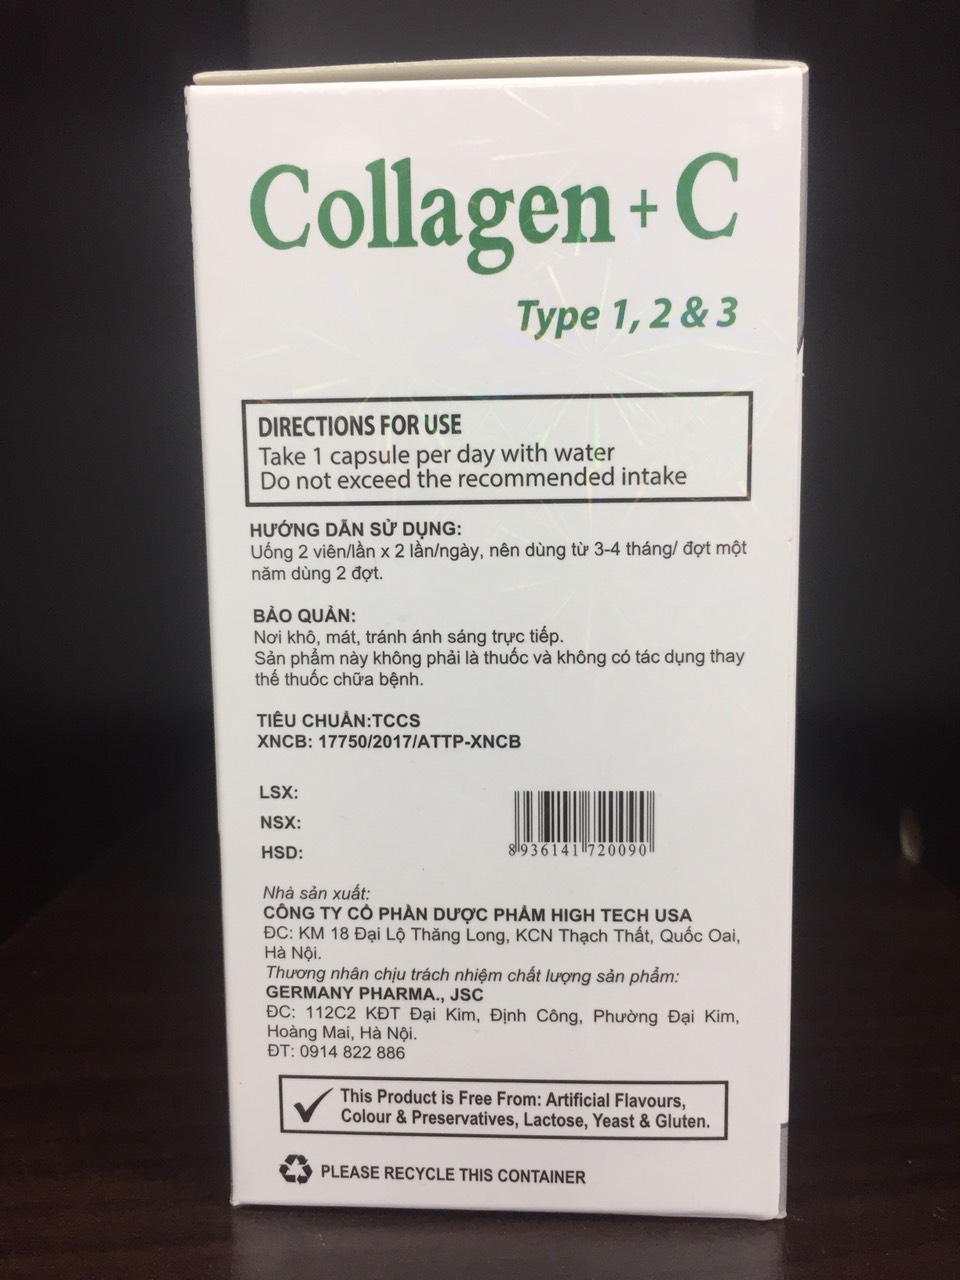 Collagen + C
Type 1, 2 & 3
DIRECTIONS FOR USE
Take 1 capsule per day with water
Do not exceed the recommended intake
HƯỚNG DẪN SỬ DỤNG:
Uống 2 viên/lần x 2 lần/ngày, nên dùng từ 3-4 tháng/ đợt một
năm dùng 2 đợt.
BẢO QUẢN:
Nơi khô, mát, tránh ánh sáng trực tiếp.
Sản phẩm này không phải là thuốc và không có tác dụng thay
thế thuốc chữa bệnh.
TIÊU CHUẨN:TCCS
XNCB: 17750/2017/ATTP-XNCB
LSX:
NSX:
HSD:
8 936141 720090
Nhà sản xuất:
CÔNG TY CỔ PHẦN DƯỢC PHẨM HIGH TECH USA
ĐC: KM 18 Đại Lộ Thăng Long, KCN Thạch Thất, Quốc Oai,
Hà Nội.
Thương nhân chịu trách nhiệm chất lượng sản phẩm:
GERMANY PHARMA., JSC
ĐC: 112C2 KĐT Đại Kim, Định Công, Phường Đại Kim,
Hoàng Mai, Hà Nội.
ĐT: 0914 822 886
This Product is Free From: Artificial Flavours,
Colour & Preservatives, Lactose, Yeast & Gluten.
PLEASE RECYCLE THIS CONTAINER